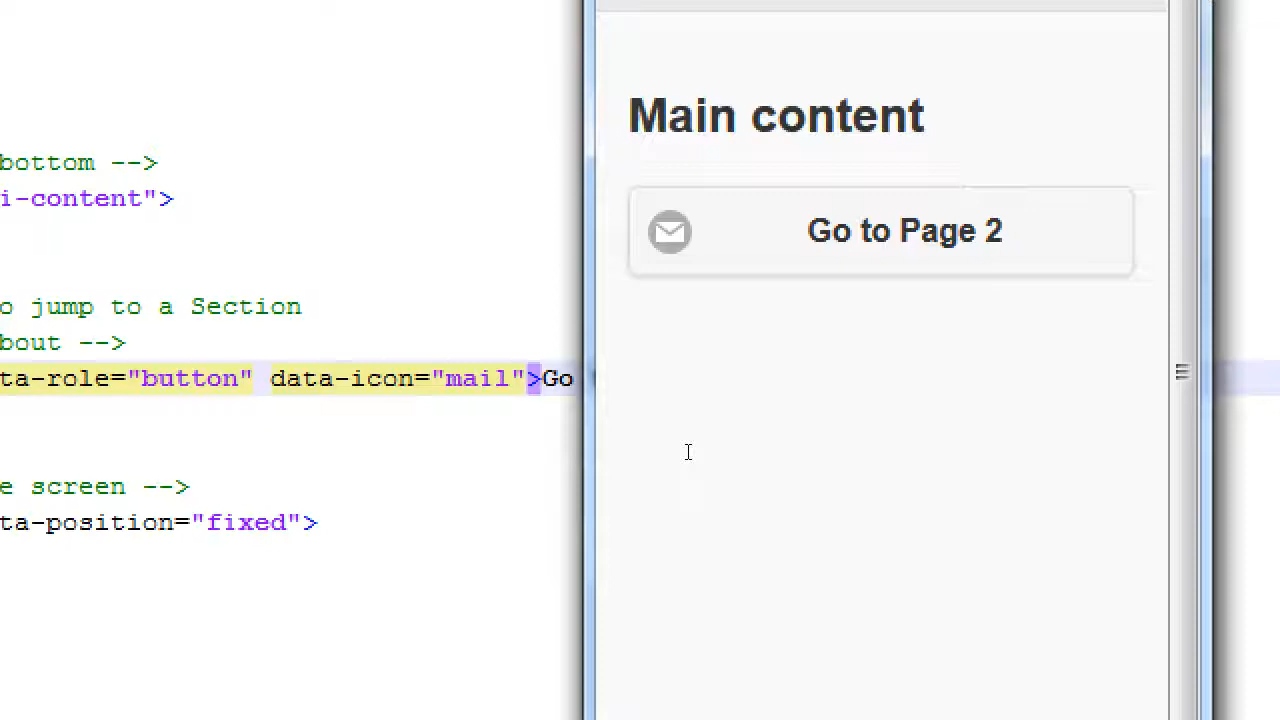 bottom -->
i-content">
o jump to a Section
bout -->
ta-role="button" data-icon="mail">Go
e screen -->
ta-position="fixed">
Main content
Go to Page 2